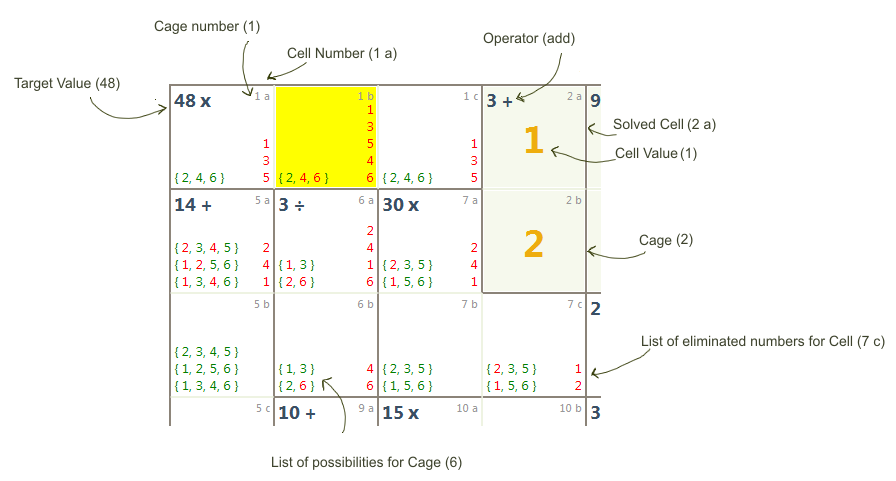 Cage number (1)
Operator (add)
Cell Number (1 a)
Target Value (48)
48 x 1 a
1 b
1 c
3 + 2 a
9
1
3
5
4
6
1
3
5
{ 2, 4, 6 }
{ 2, 4, 6 }
1
3
5
{ 2, 4, 6 }
1
Solved Cell (2 a)
Cell Value (1)
14 + 5 a
3 ÷ 6 a
30 x 7 a
2 b
{ 2, 3, 4, 5 } 2
{ 1, 2, 5, 6 } 4
{ 1, 3, 4, 6 } 1
2
4
{ 1, 3 } 1
{ 2, 6 } 6
2
{ 2, 3, 5 } 4
{ 1, 5, 6 } 1
2
Cage (2)
5 b
6 b
7 b
7 c
2
{ 2, 3, 4, 5 }
{ 1, 2, 5, 6 }
{ 1, 3, 4, 6 }
{ 1, 3 } 4
{ 2, 6 } 6
{ 2, 3, 5 }
{ 1, 5, 6 }
{ 2, 3, 5 } 1
{ 1, 5, 6 } 2
List of eliminated numbers for Cell (7 c)
5 c
10 + 9 a
15 x 10 a
10 b
3
List of possibilities for Cage (6)